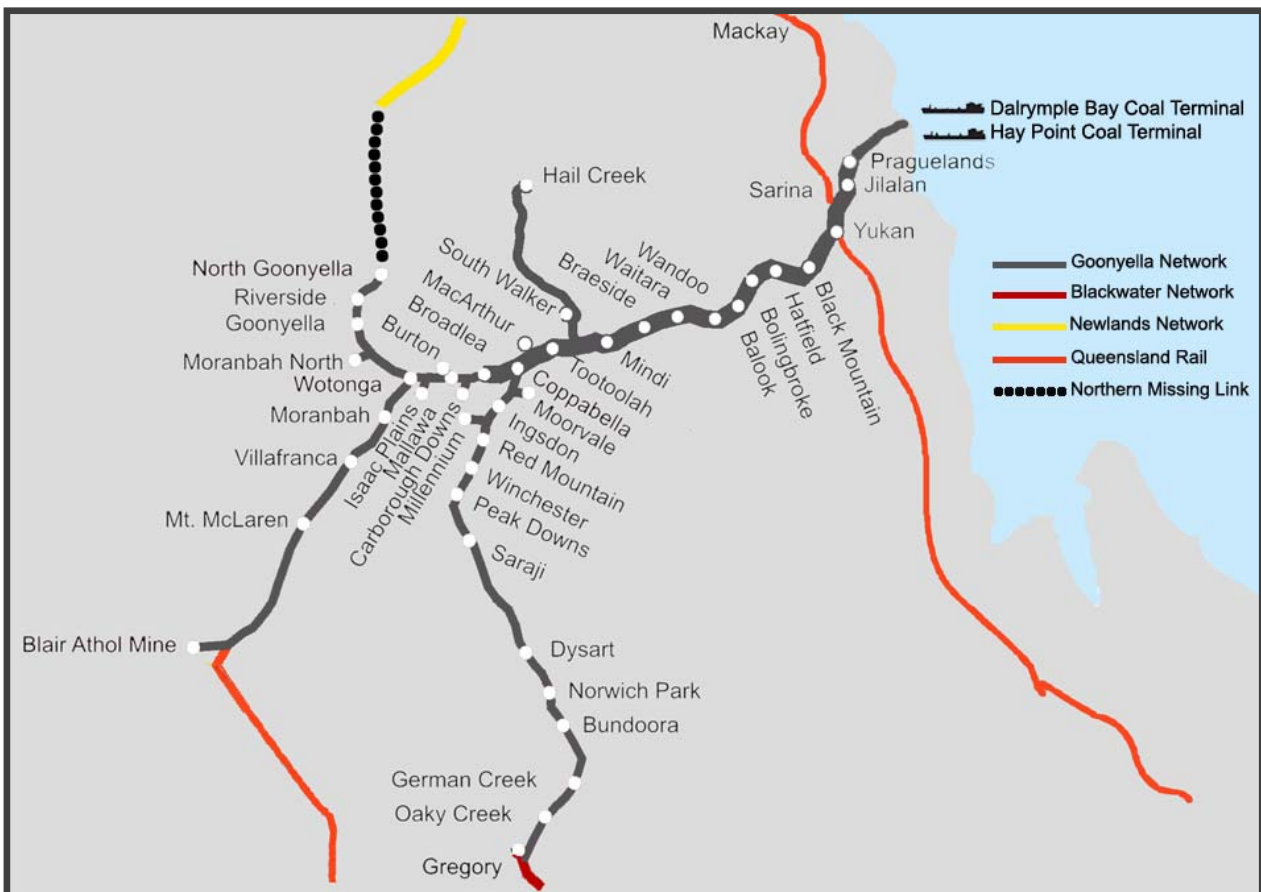 Mackay
Dalrymple Bay Coal Terminal
Hay Point Coal Terminal
Praguelands
Jilalan
Sarina
Yukan
Hail Creek
South Walker
MacArthur
Broadlea
Burton
Braeside
Waitara
Wandoo
Black Mountain
Hatfield
Bolingbroke
Balook
Mindi
Tootoolah
Coppabella
Moorvale
Ingsdon
Red Mountain
Winchester
Peak Downs
Saraji
North Goonyella
Riverside
Goonyella
Moranbah North
Wotonga
Moranbah
Villafranca
Mt. McLaren
Blair Athol Mine
Isaac Plains
Mallawa
Carborough Downs
Millennium
Dysart
Norwich Park
Bundoora
German Creek
Oaky Creek
Gregory
Goonyella Network
Blackwater Network
Newlands Network
Queensland Rail
Northern Missing Link